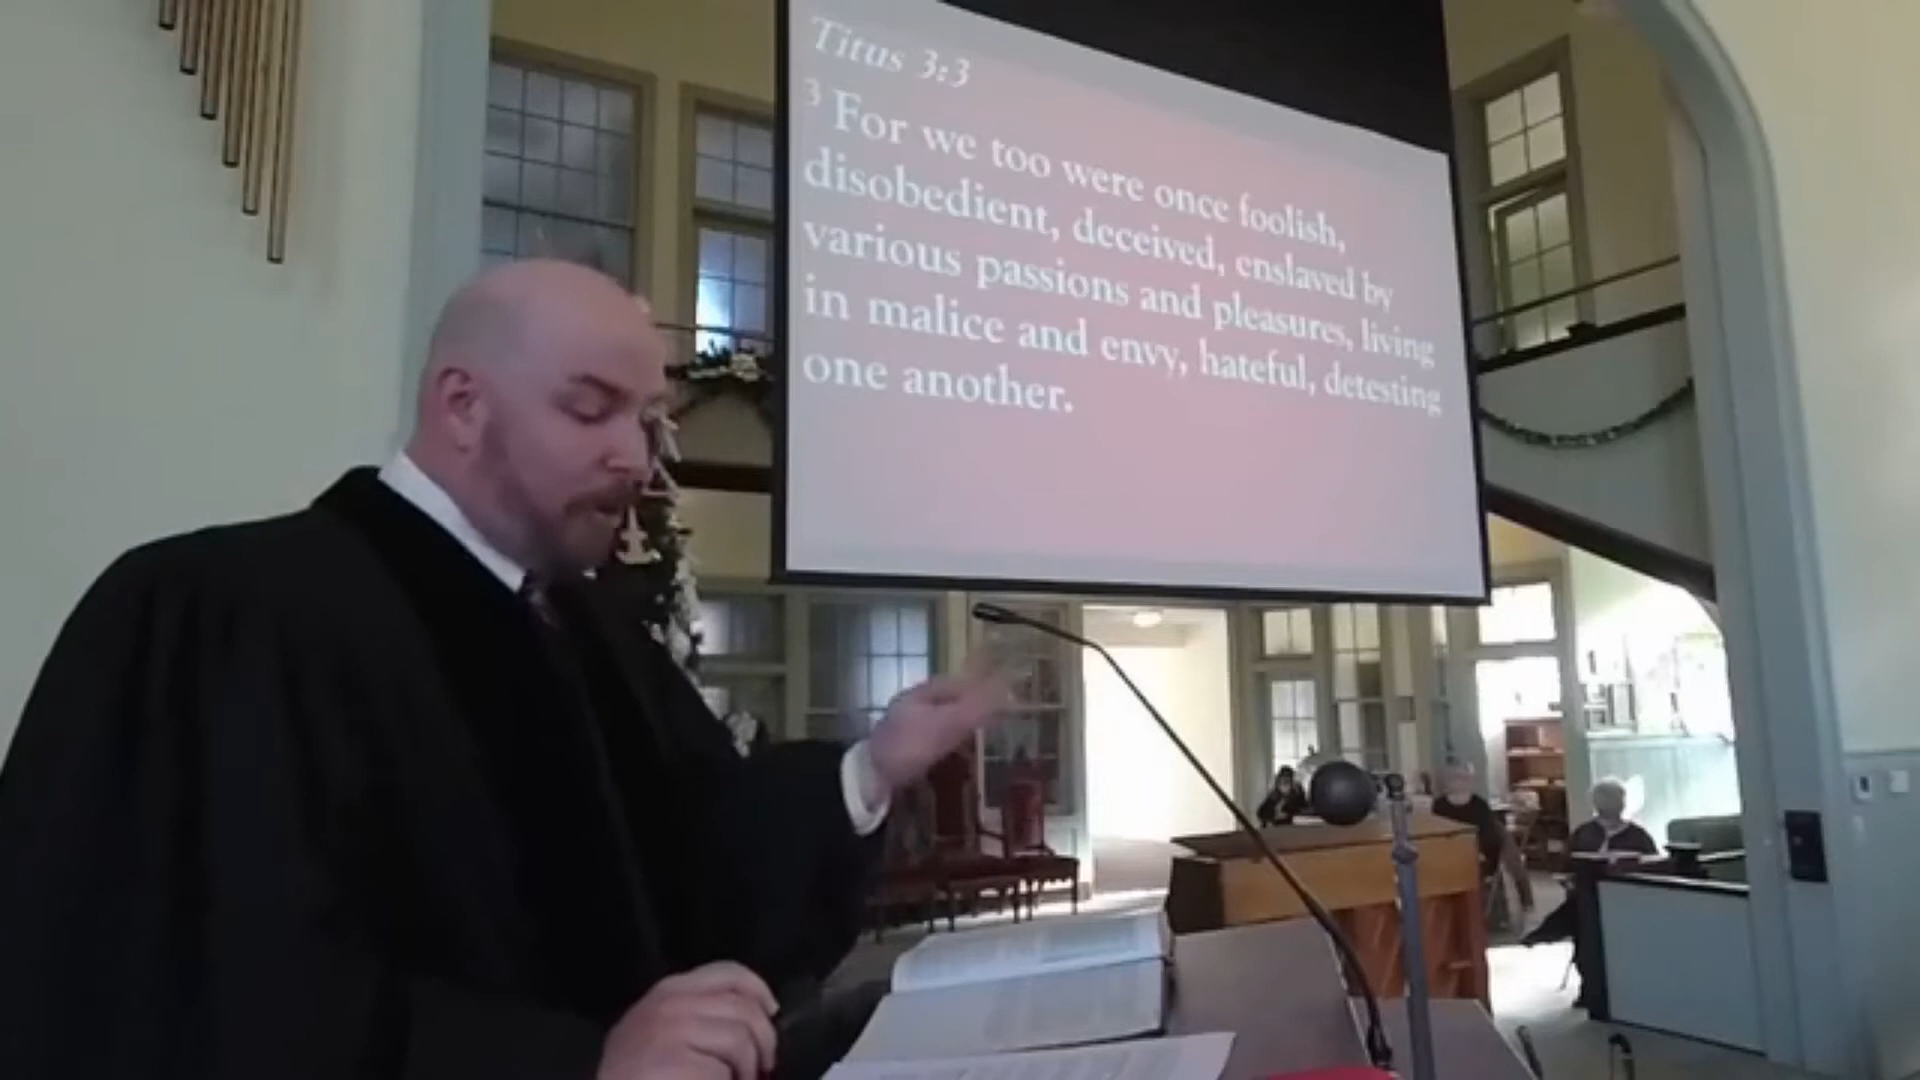 Titus 3:3
3 For we too were once foolish,
disobedient, deceived, enslaved by
various passions and pleasures, living
in malice and envy, hateful, detesting
one another.